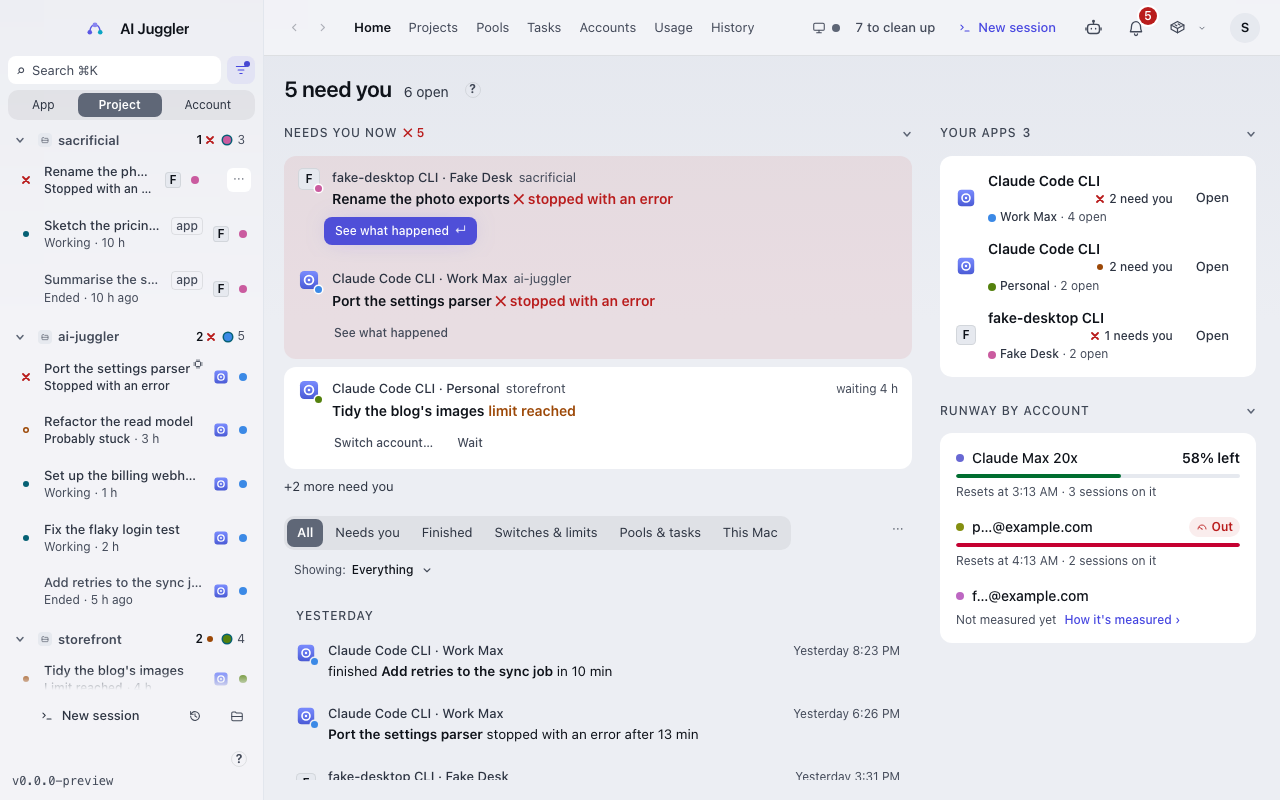 AI Juggler
Search ⌘K
App Project Account
sacrificial 1 3
Rename the ph...
Stopped with an ... F
Sketch the pricin... app
Working · 10 h F
Summarise the s... app
Ended · 10 h ago F
ai-juggler 2 5
Port the settings parser
Stopped with an error
Refactor the read model
Probably stuck · 3 h
Set up the billing webh...
Working · 1 h
Fix the flaky login test
Working · 2 h
Add retries to the sync j...
Ended · 5 h ago
storefront 2 4
Tidy the blog's images
Limit reached · 4 h
New session
?
v0.0.0-preview
Home Projects Pools Tasks Accounts Usage History 7 to clean up New session 5 S
5 need you 6 open ?
NEEDS YOU NOW 5
F fake-desktop CLI · Fake Desk sacrificial
Rename the photo exports stopped with an error
See what happened
Claude Code CLI · Work Max ai-juggler
Port the settings parser stopped with an error
See what happened
Claude Code CLI · Personal storefront waiting 4 h
Tidy the blog's images limit reached
Switch account... Wait
+2 more need you
All Needs you Finished Switches & limits Pools & tasks This Mac ...
Showing: Everything
YESTERDAY
Claude Code CLI · Work Max Yesterday 8:23 PM
finished Add retries to the sync job in 10 min
Claude Code CLI · Work Max Yesterday 6:26 PM
Port the settings parser stopped with an error after 13 min
fake-desktop CLI · Fake Desk Yesterday 3:31 PM
YOUR APPS 3
Claude Code CLI
2 need you Open
Work Max · 4 open
Claude Code CLI
2 need you Open
Personal · 2 open
fake-desktop CLI
F 1 needs you Open
Fake Desk · 2 open
RUNWAY BY ACCOUNT
Claude Max 20x 58% left
Resets at 3:13 AM · 3 sessions on it
p...@example.com Out
Resets at 4:13 AM · 2 sessions on it
f...@example.com
Not measured yet How it's measured ›